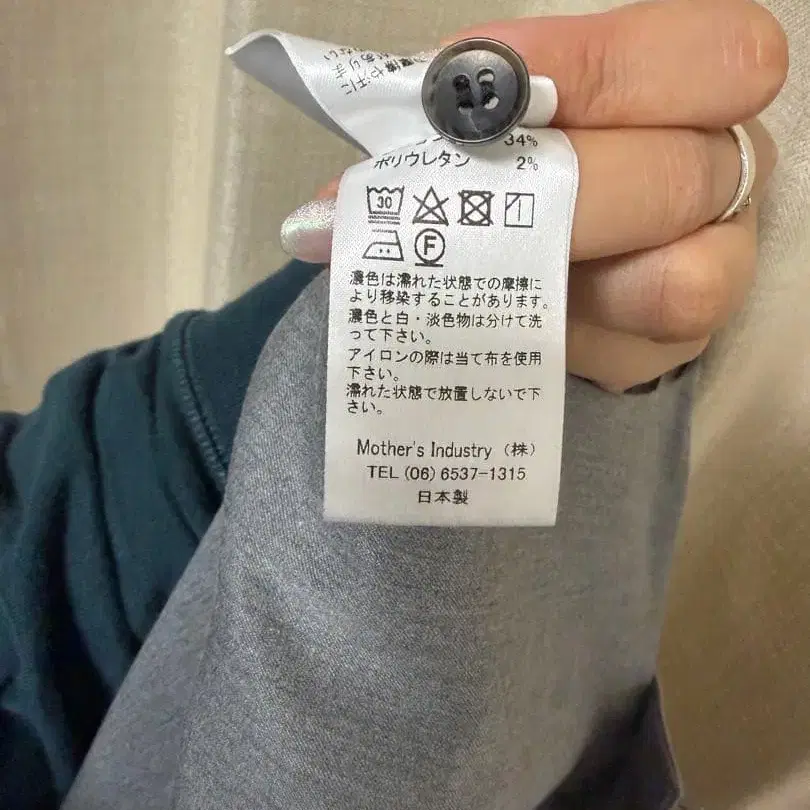 34%
ポリウレタン 2%
30
F
濃色は濡れた状態での摩擦に
より移染することがあります。
濃色と白・淡色物は分けて洗
って下さい。
アイロンの際は当て布を使用
下さい。
濡れた状態で放置しないで下
さい。
Mother's Industry (株)
TEL (06) 6537-1315
日本製